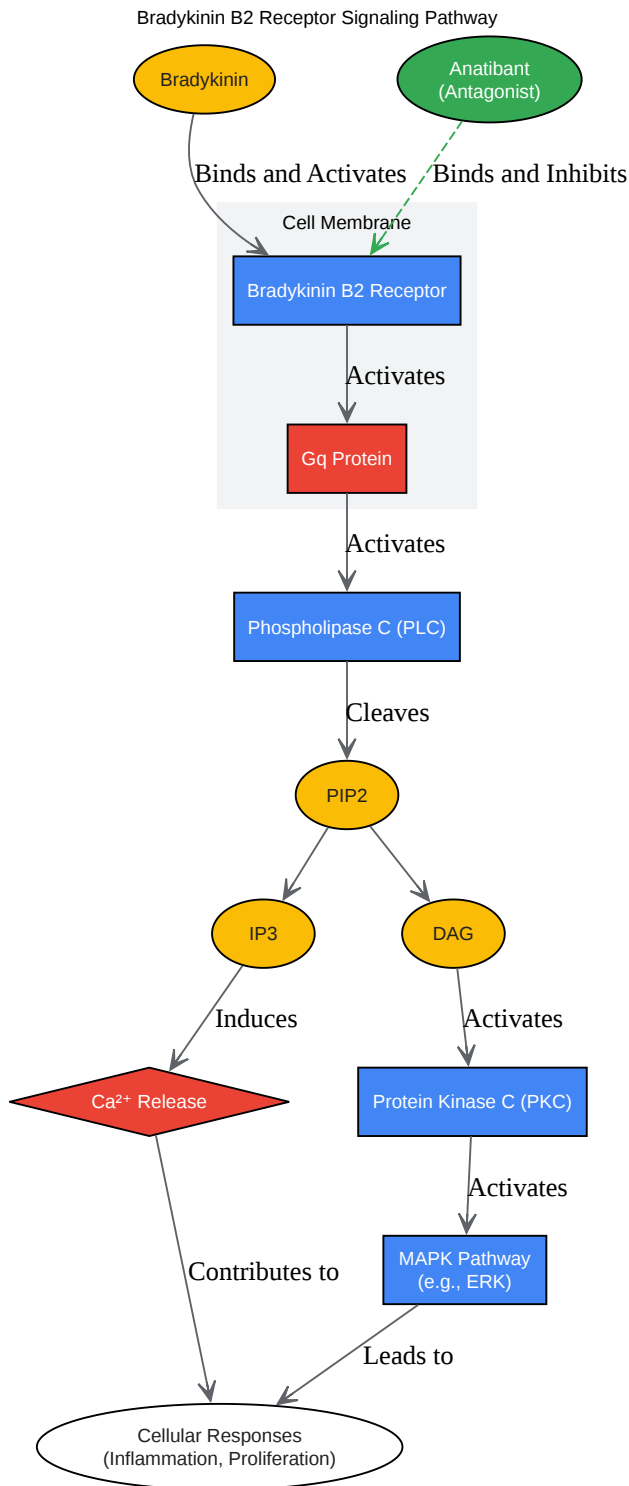 Bradykinin B2 Receptor Signaling Pathway
Bradykinin
Anatibant
(Antagonist)
Binds and Activates
Binds and Inhibits
Cell Membrane
Bradykinin B2 Receptor
Activates
Gq Protein
Activates
Phospholipase C (PLC)
Cleaves
PIP2
IP3
DAG
Induces
Activates
Ca²⁺ Release
Protein Kinase C (PKC)
Activates
MAPK Pathway
(e.g., ERK)
Contributes to
Leads to
Cellular Responses
(Inflammation, Proliferation)